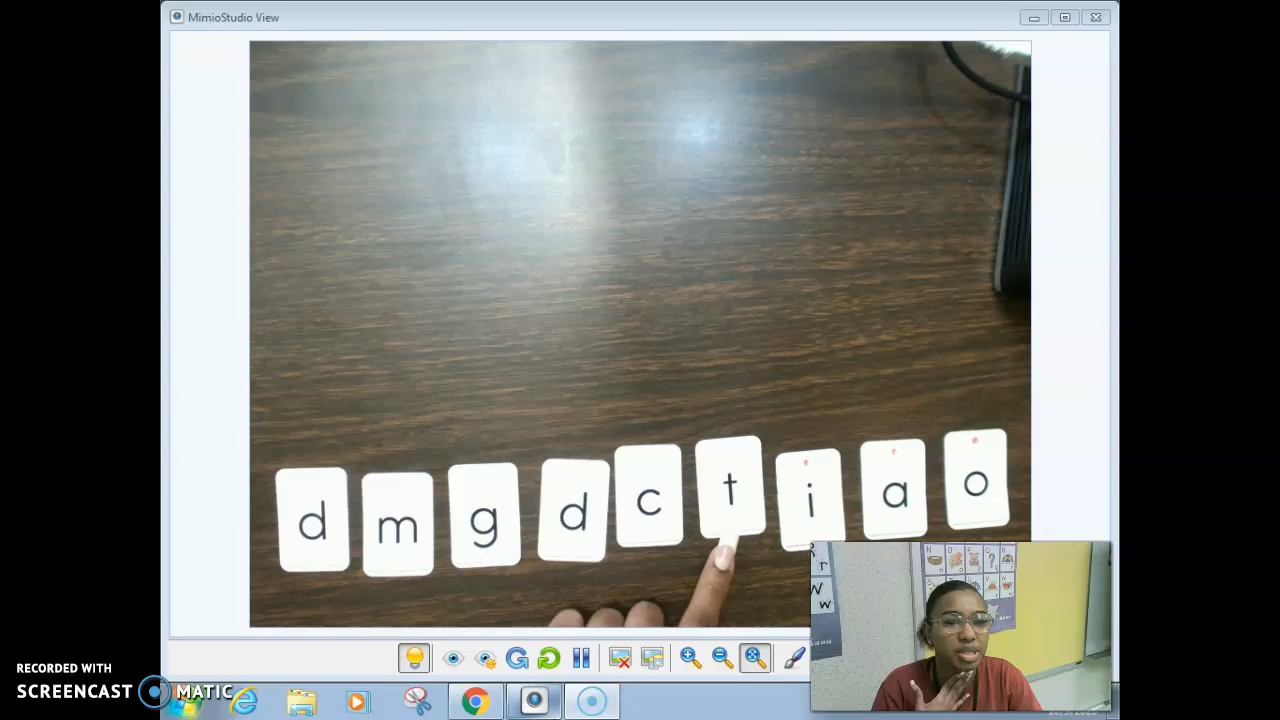 MimioStudio View
d m g d c t i a o
N O P Q R
S
r
W
w
RECORDED WITH
SCREENCAST MATIC